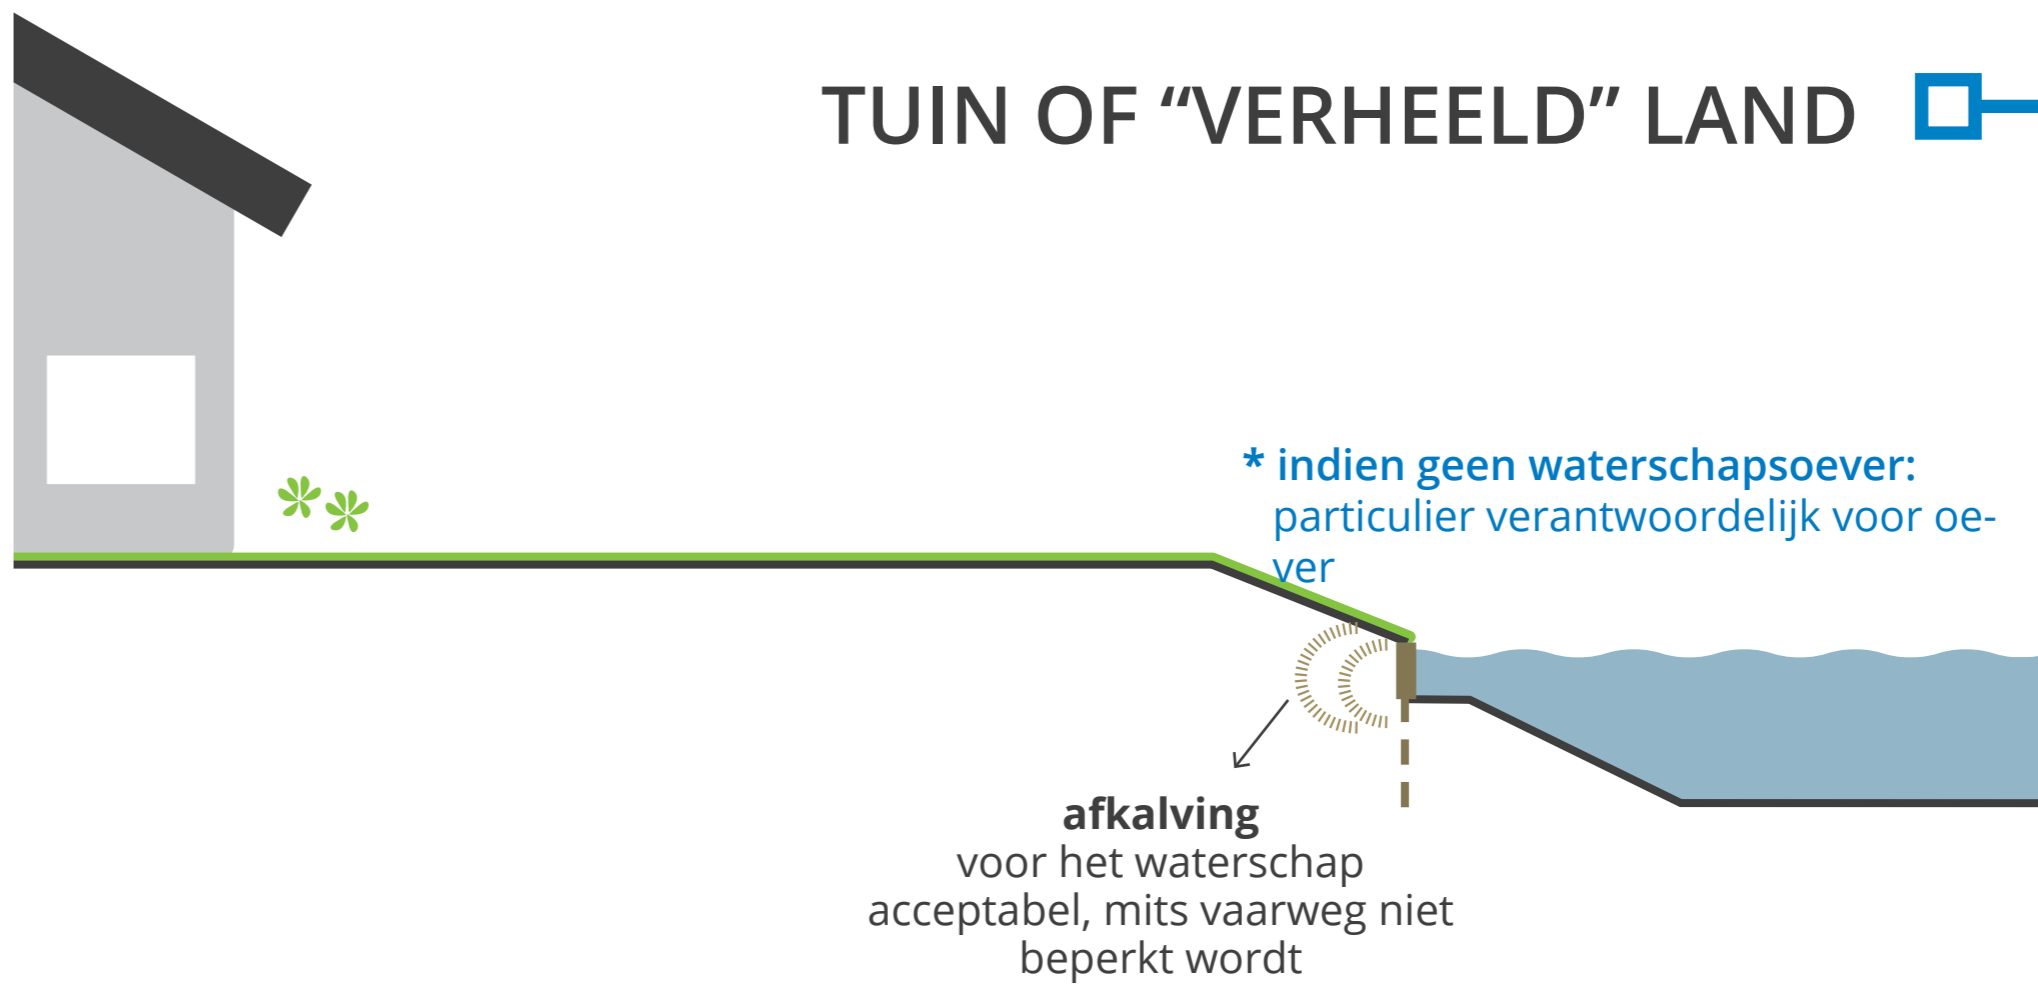 TUIN OF “VERHEELD” LAND
* indien geen waterschapsoever:
particulier verantwoordelijk voor oe-
ver
afkalving
voor het waterschap
acceptabel, mits vaarweg niet
beperkt wordt